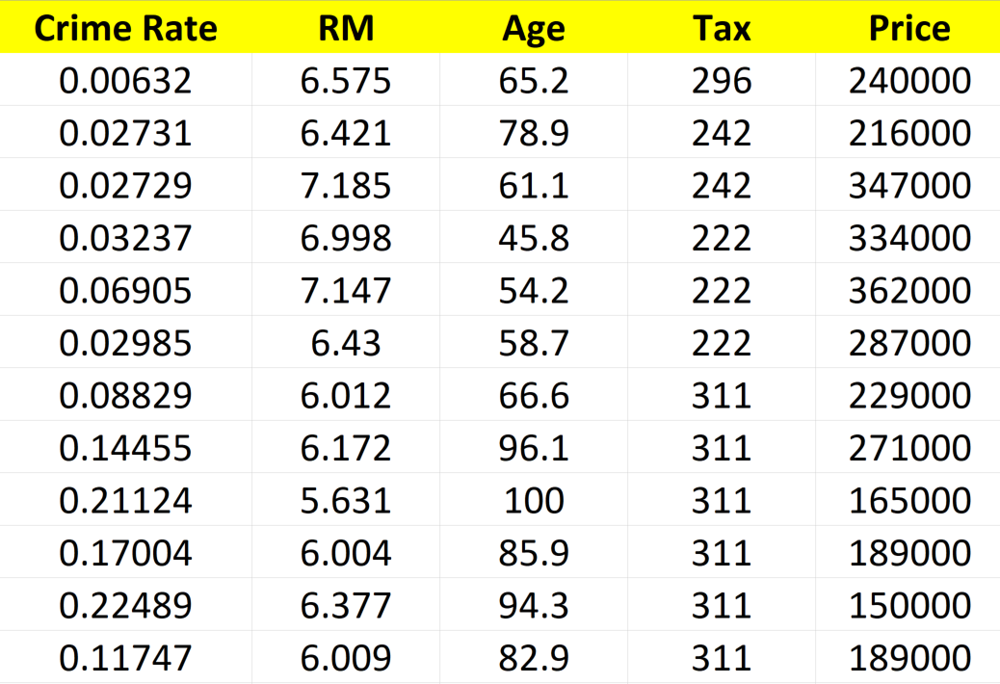 Crime Rate RM Age Tax Price
0.00632 6.575 65.2 296 240000
0.02731 6.421 78.9 242 216000
0.02729 7.185 61.1 242 347000
0.03237 6.998 45.8 222 334000
0.06905 7.147 54.2 222 362000
0.02985 6.43 58.7 222 287000
0.08829 6.012 66.6 311 229000
0.14455 6.172 96.1 311 271000
0.21124 5.631 100 311 165000
0.17004 6.004 85.9 311 189000
0.22489 6.377 94.3 311 150000
0.11747 6.009 82.9 311 189000